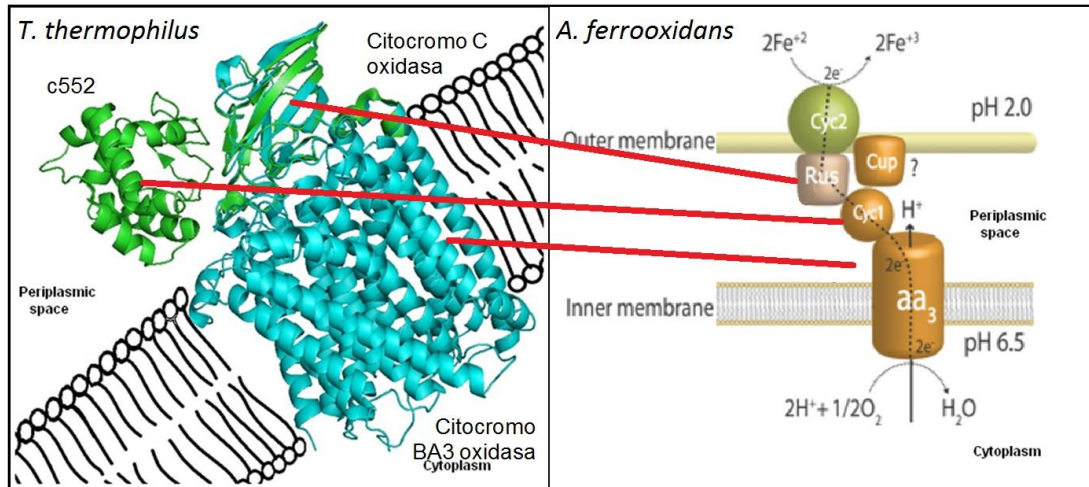 T. thermophilus
c552
Citocromo C
oxidasa
Periplasmic
space
Citocromo
BA3 oxidasa
Cytoplasm
A. ferrooxidans
2Fe⁺² 2Fe⁺³
2e⁻
pH 2.0
Cyc2
Outer membrane
Cup
Rus
?
Cyc1
H⁺
Periplasmic
space
2e⁻
Inner membrane
aa₃
2e⁻
pH 6.5
2H⁺+ 1/2O₂
H₂O
Cytoplasm